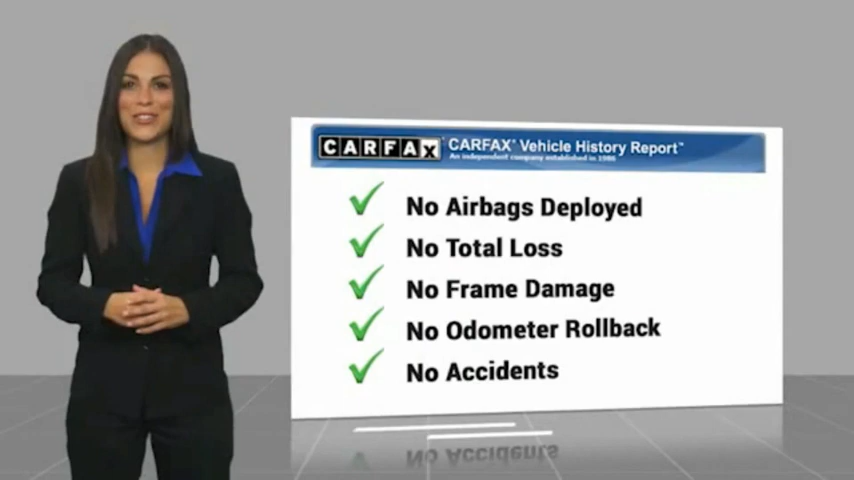 CARFAX
CARFAX® Vehicle History Report™
An independent company established in 1986
No Airbags Deployed
No Total Loss
No Frame Damage
No Odometer Rollback
No Accidents
No Accidents